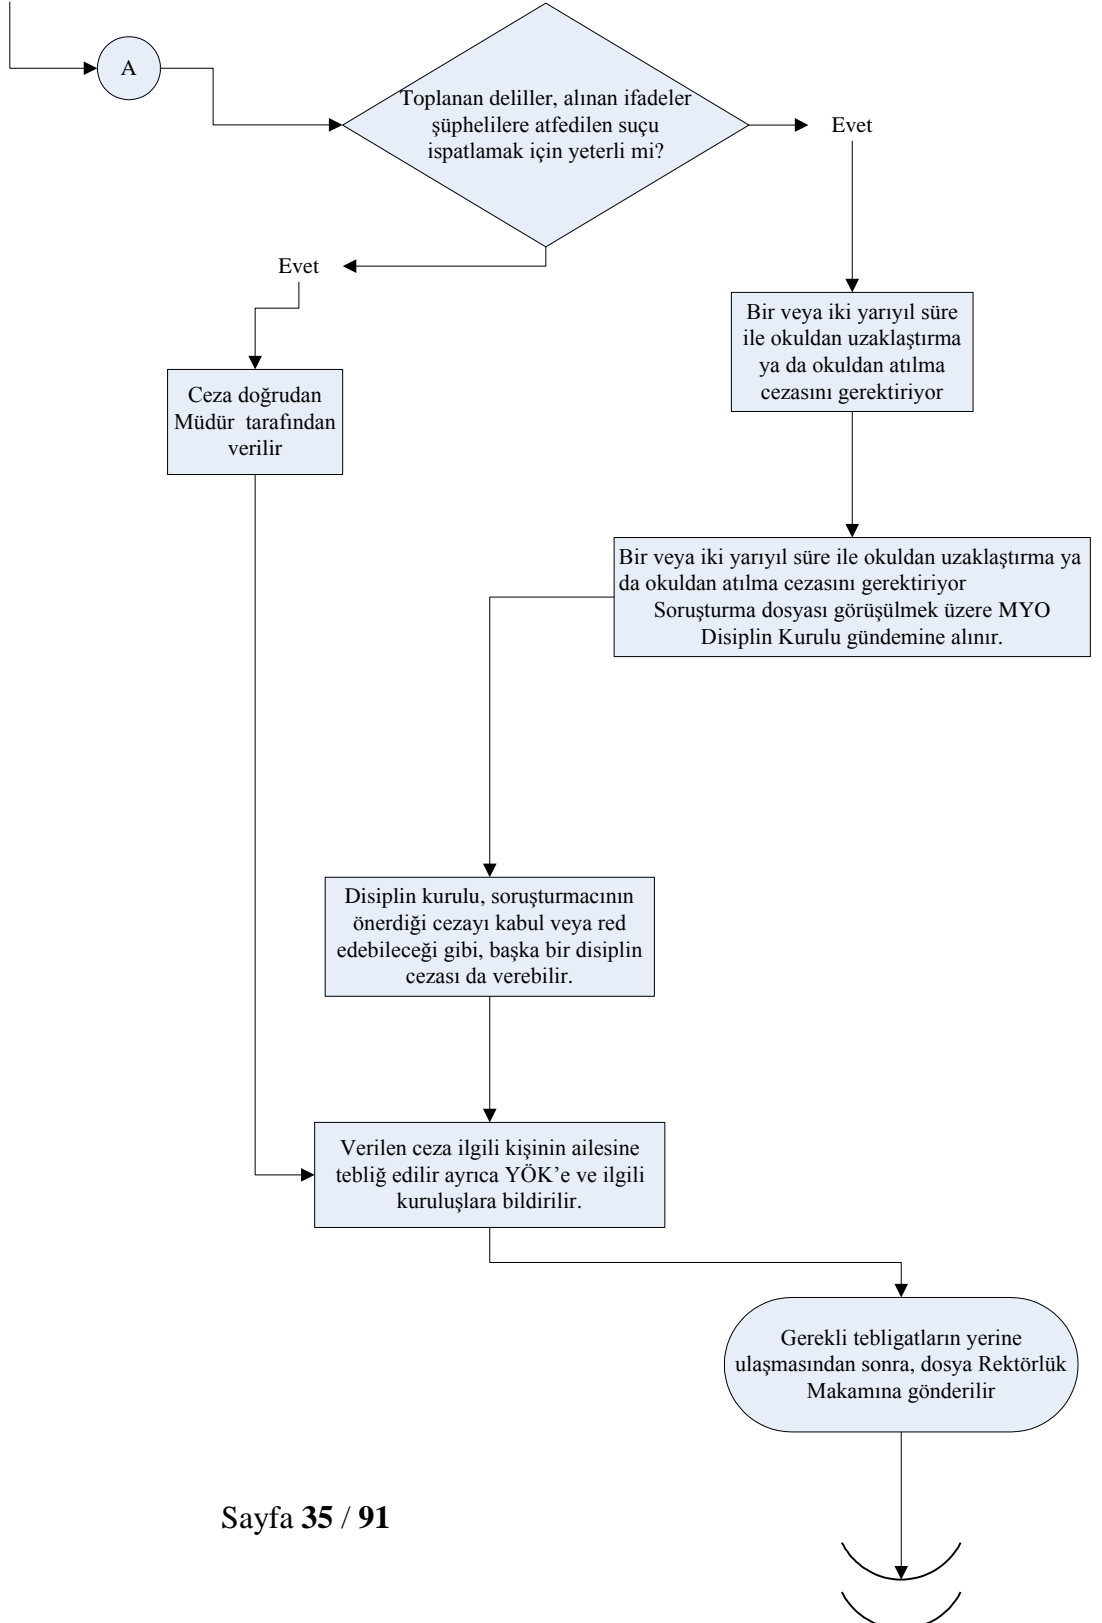 A
Toplanan deliller, alınan ifadeler
şüphelilere atfedilen suçu
ispatlamak için yeterli mi?
Evet
Evet
Bir veya iki yarıyıl süre
ile okuldan uzaklaştırma
ya da okuldan atılma
cezasını gerektiriyor
Ceza doğrudan
Müdür tarafından
verilir
Bir veya iki yarıyıl süre ile okuldan uzaklaştırma ya
da okuldan atılma cezasını gerektiriyor
Soruşturma dosyası görüşülmek üzere MYO
Disiplin Kurulu gündemine alınır.
Disiplin kurulu, soruşturmacının
önerdiği cezayı kabul veya red
edebileceği gibi, başka bir disiplin
cezası da verebilir.
Verilen ceza ilgili kişinin ailesine
tebliğ edilir ayrıca YÖK’e ve ilgili
kuruluşlara bildirilir.
Gerekli tebligatların yerine
ulaşmasından sonra, dosya Rektörlük
Makamına gönderilir
Sayfa 35 / 91